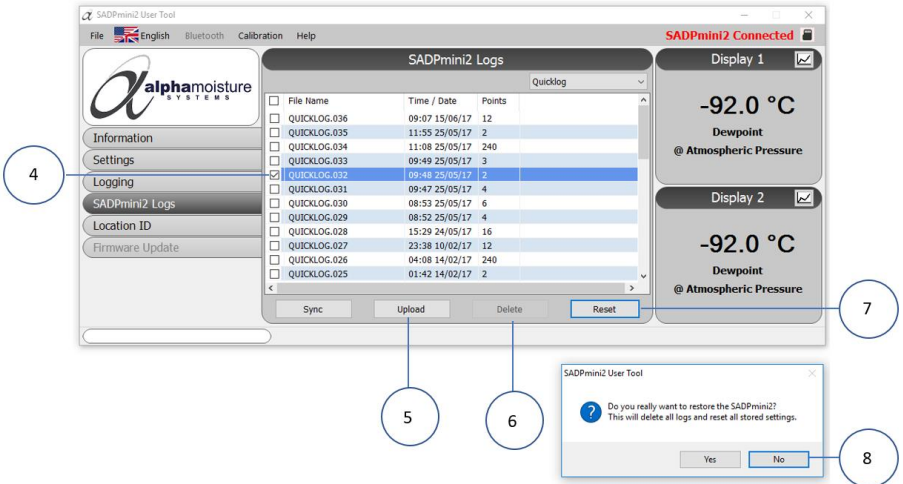 SADPmini2 User Tool
File English Bluetooth Calibration Help SADPmini2 Connected
alphamoisture
SYSTEMS
Information
Settings
Logging
SADPmini2 Logs
Location ID
Firmware Update
SADPmini2 Logs
Quicklog
File Name Time / Date Points
QUICKLOG.036 09:07 15/06/17 12
QUICKLOG.035 11:55 25/05/17 2
QUICKLOG.034 11:08 25/05/17 240
QUICKLOG.033 09:49 25/05/17 3
QUICKLOG.032 09:48 25/05/17 2
QUICKLOG.031 09:47 25/05/17 4
QUICKLOG.030 08:53 25/05/17 6
QUICKLOG.029 08:52 25/05/17 4
QUICKLOG.028 15:29 24/05/17 16
QUICKLOG.027 23:38 10/02/17 12
QUICKLOG.026 04:08 14/02/17 240
QUICKLOG.025 01:42 14/02/17 2
Sync Upload Delete Reset
Display 1
-92.0 °C
Dewpoint
@ Atmospheric Pressure
Display 2
-92.0 °C
Dewpoint
@ Atmospheric Pressure
4
5
6
7
SADPmini2 User Tool
Do you really want to restore the SADPmini2?
This will delete all logs and reset all stored settings.
Yes No
8